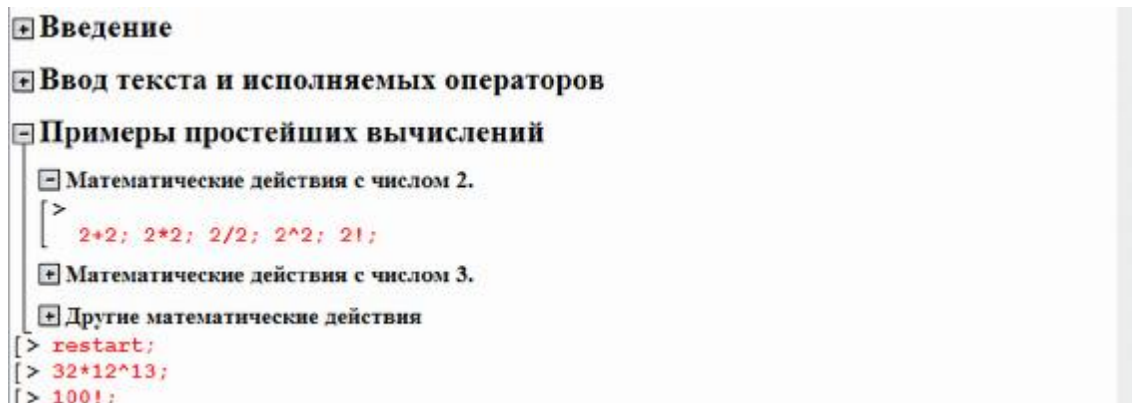 Введение
Ввод текста и исполняемых операторов
Примеры простейших вычислений
Математические действия с числом 2.
[>
2+2; 2*2; 2/2; 2^2; 2!;
Математические действия с числом 3.
Другие математические действия
[> restart;
[> 32*12^13;
[> 100!;